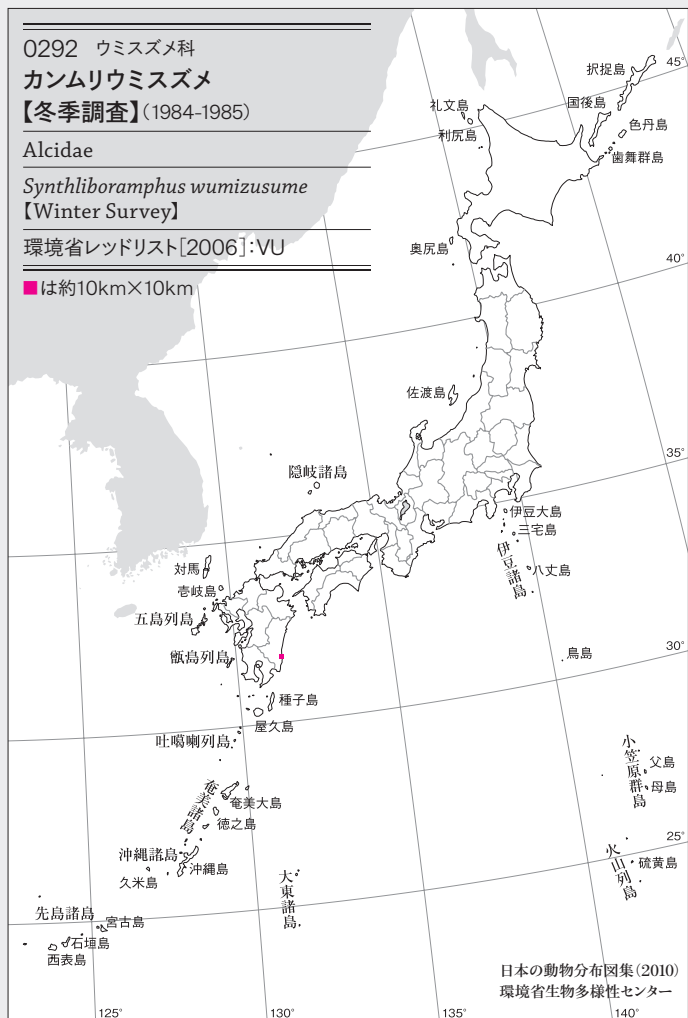 0292 ウミスズメ科
カンムリウミスズメ
【冬季調査】(1984-1985)
Alcidae
Synthliboramphus wumizusume
【Winter Survey】
環境省レッドリスト[2006]:VU
■は約10km×10km
45°
択捉島
国後島
礼文島
色丹島
利尻島
歯舞群島
奥尻島
40°
佐渡島
35°
隠岐諸島
伊豆大島
三宅島
伊豆諸島
八丈島
対馬
壱岐島
五島列島
甑島列島
鳥島
30°
種子島
屋久島
吐噶喇列島
小笠原群島
父島
母島
奄美諸島
奄美大島
徳之島
25°
沖縄諸島
沖縄島
久米島
火山列島
硫黄島
大東諸島
先島諸島
宮古島
石垣島
西表島
日本の動物分布図集(2010)
環境省生物多様性センター
125°
130°
135°
140°